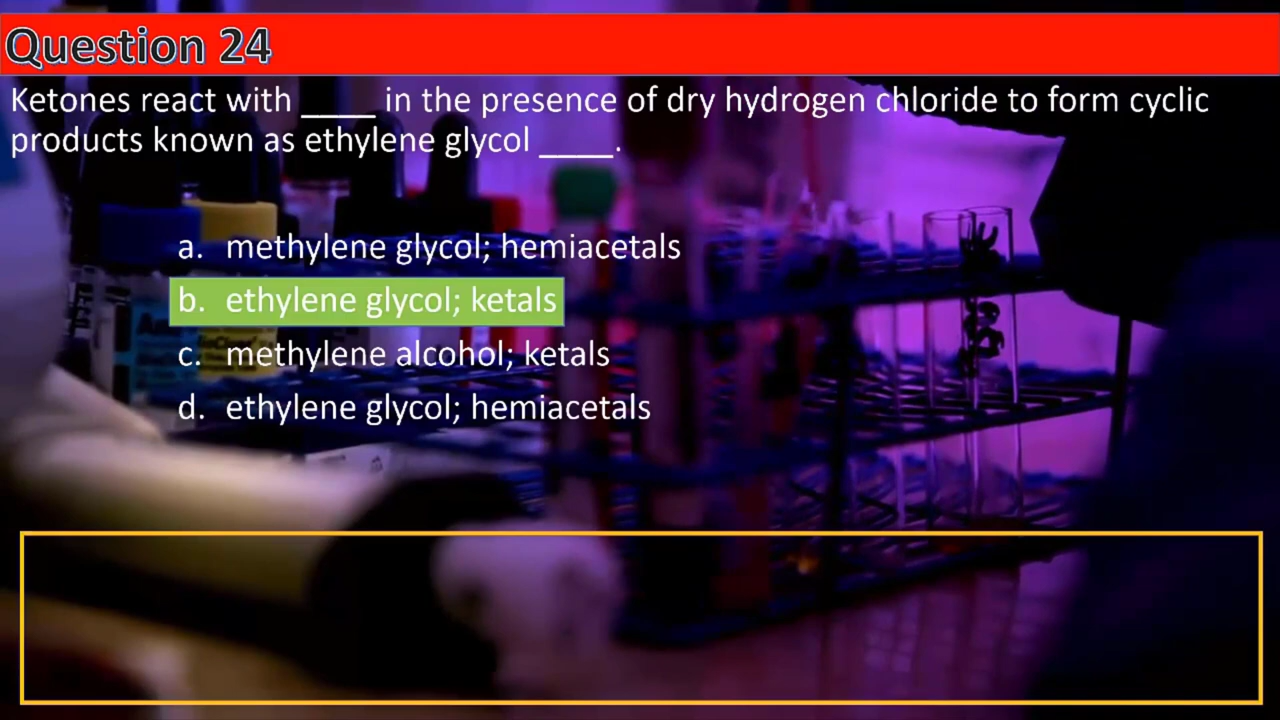 Question 24
Ketones react with ____ in the presence of dry hydrogen chloride to form cyclic
products known as ethylene glycol ____.
a. methylene glycol; hemiacetals
b. ethylene glycol; ketals
c. methylene alcohol; ketals
d. ethylene glycol; hemiacetals